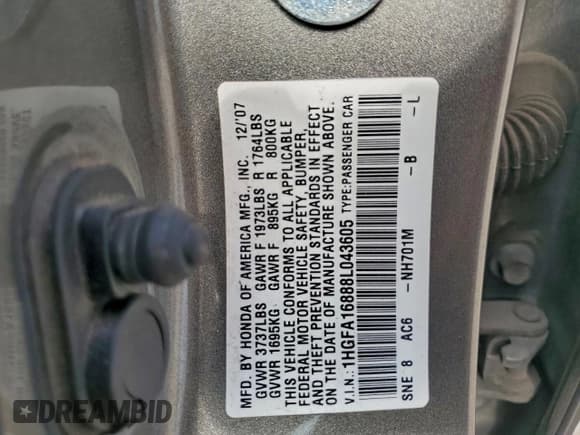 MFD. BY HONDA OF AMERICA MFG., INC. 12/'07
GVWR 3737LBS GAWR F 1973LBS R 1764LBS
GVWR 1695KG GAWR F 895KG R 800KG
THIS VEHICLE CONFORMS TO ALL APPLICABLE
FEDERAL MOTOR VEHICLE SAFETY, BUMPER,
AND THEFT PREVENTION STANDARDS IN EFFECT
ON THE DATE OF MANUFACTURE SHOWN ABOVE.
V.I.N.: 1HGFA16888L043605 TYPE:PASSENGER CAR
SNE 8 AC6 -NH701M -B -L
DREAMBID